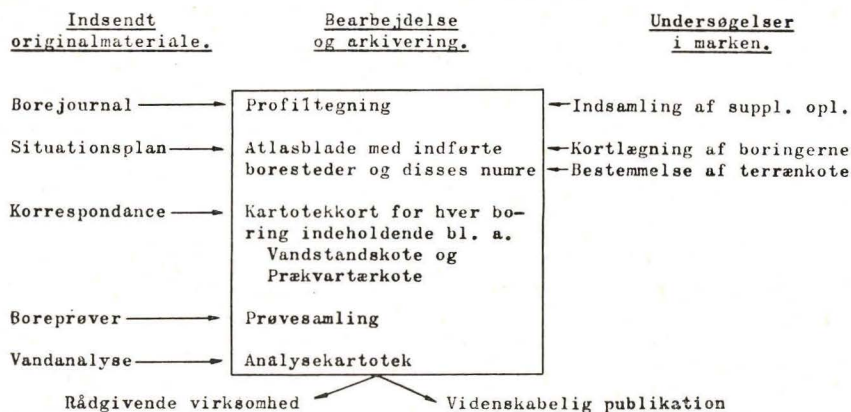 Indsendt originalmateriale.
Bearbejdelse og arkivering.
Undersøgelser i marken.
Borejournal
Profiltegning
Indsamling af suppl. opl.
Situationsplan
Atlasblade med indførte
Kortlægning af boringerne
boresteder og disses numre
Bestemmelse af terrænkote
Korrespondance
Kartotekkort for hver bo-
ring indeholdende bl. a.
Vandstandskote og
Prækvartærkote
Boreprøver
Prøvesamling
Vandanalyse
Analysekartotek
Rådgivende virksomhed
Videnskabelig publikation